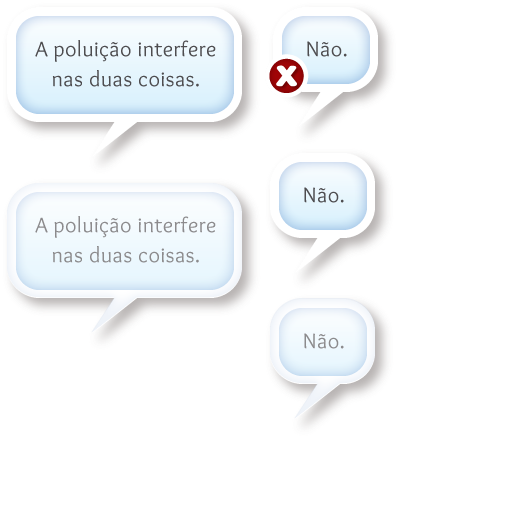 A poluição interfere
nas duas coisas.
Não.
Não.
A poluição interfere
nas duas coisas.
Não.